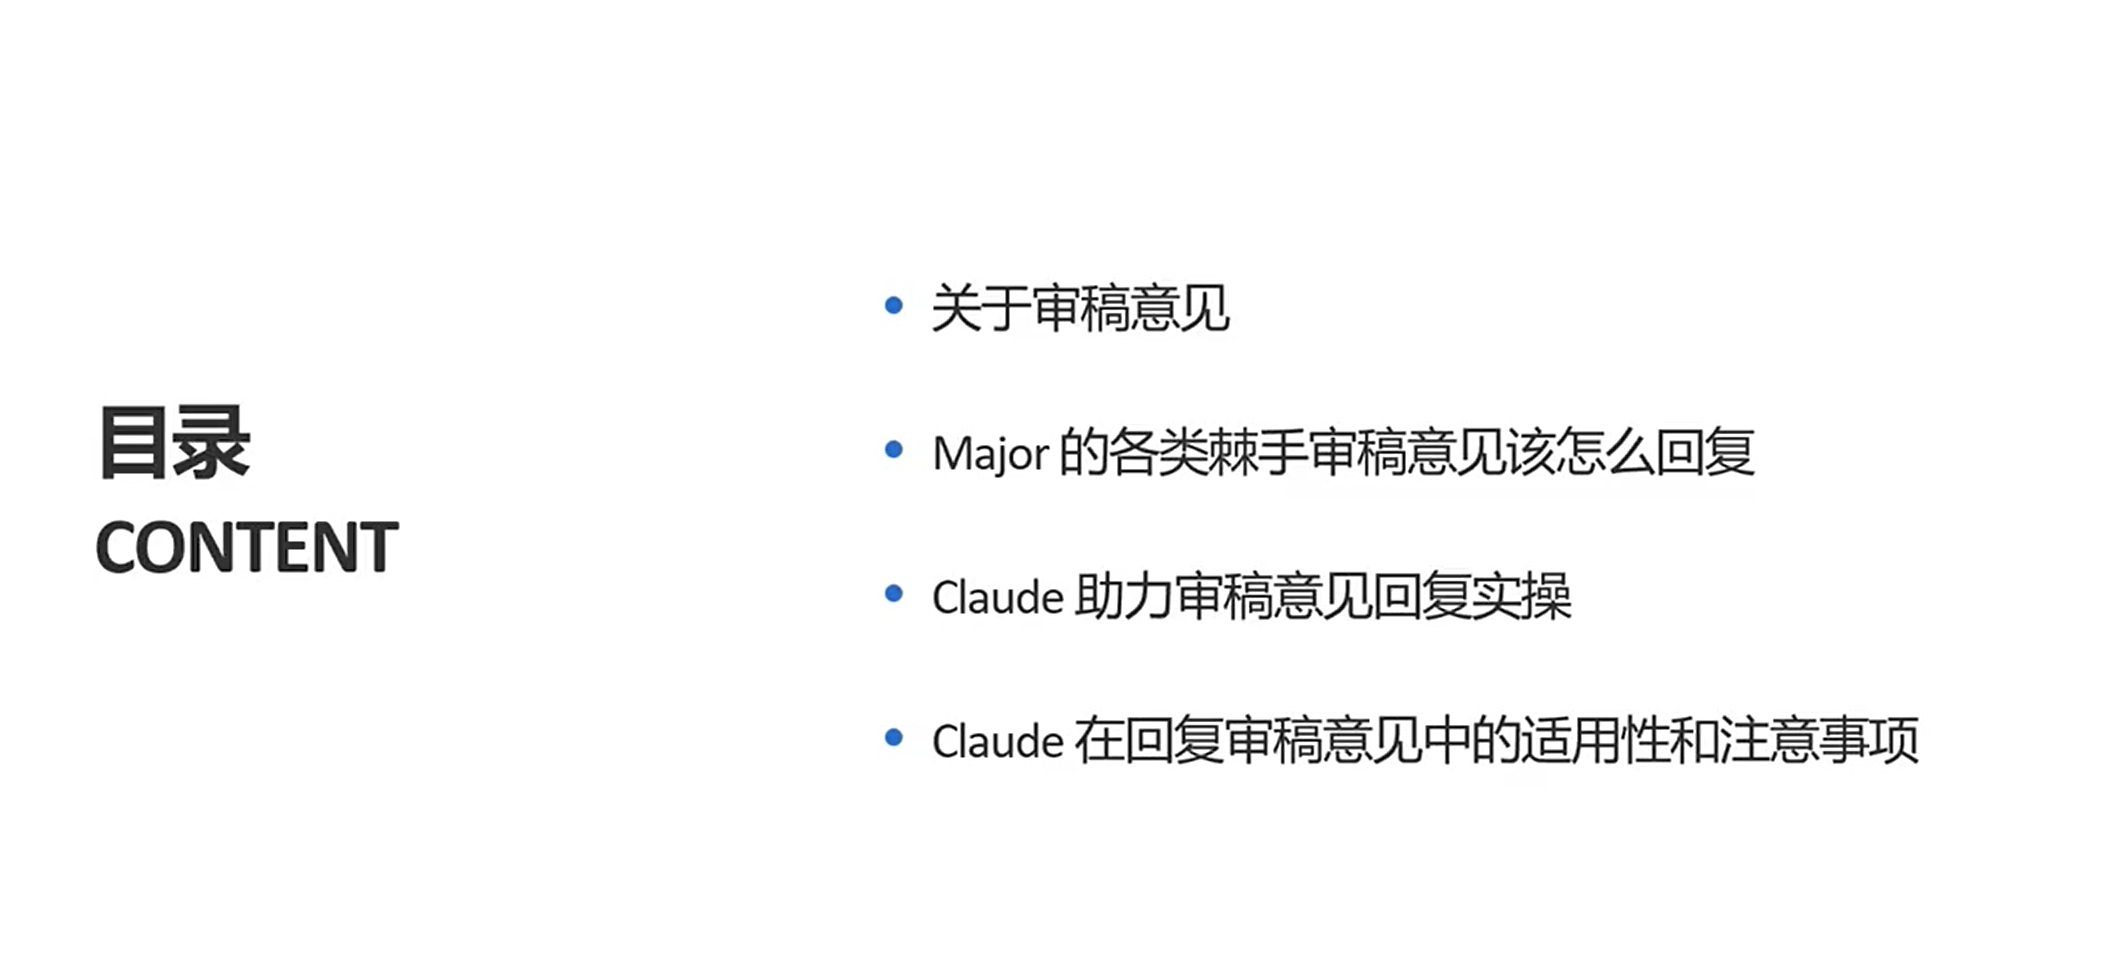 目录
CONTENT
关于审稿意见
Major 的各类棘手审稿意见该怎么回复
Claude 助力审稿意见回复实操
Claude 在回复审稿意见中的适用性和注意事项